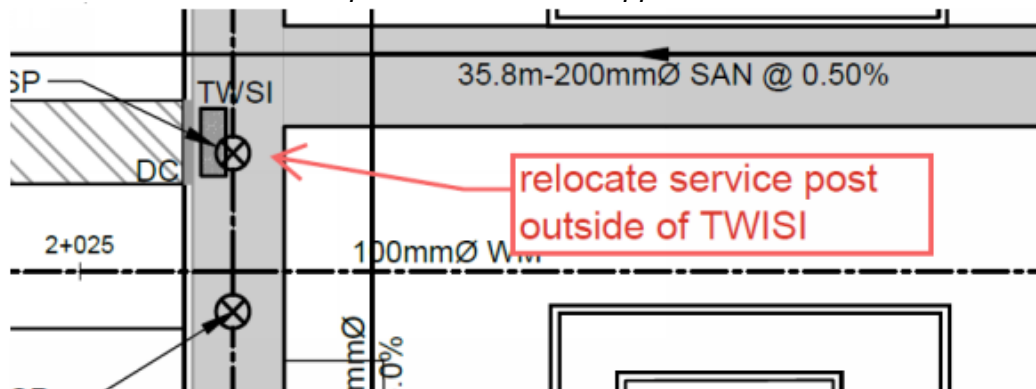 35.8m-200mmØ SAN @ 0.50%
SP
TWSI
DC
relocate service post
outside of TWISI
2+025
100mmØ WM
mmØ
.0%